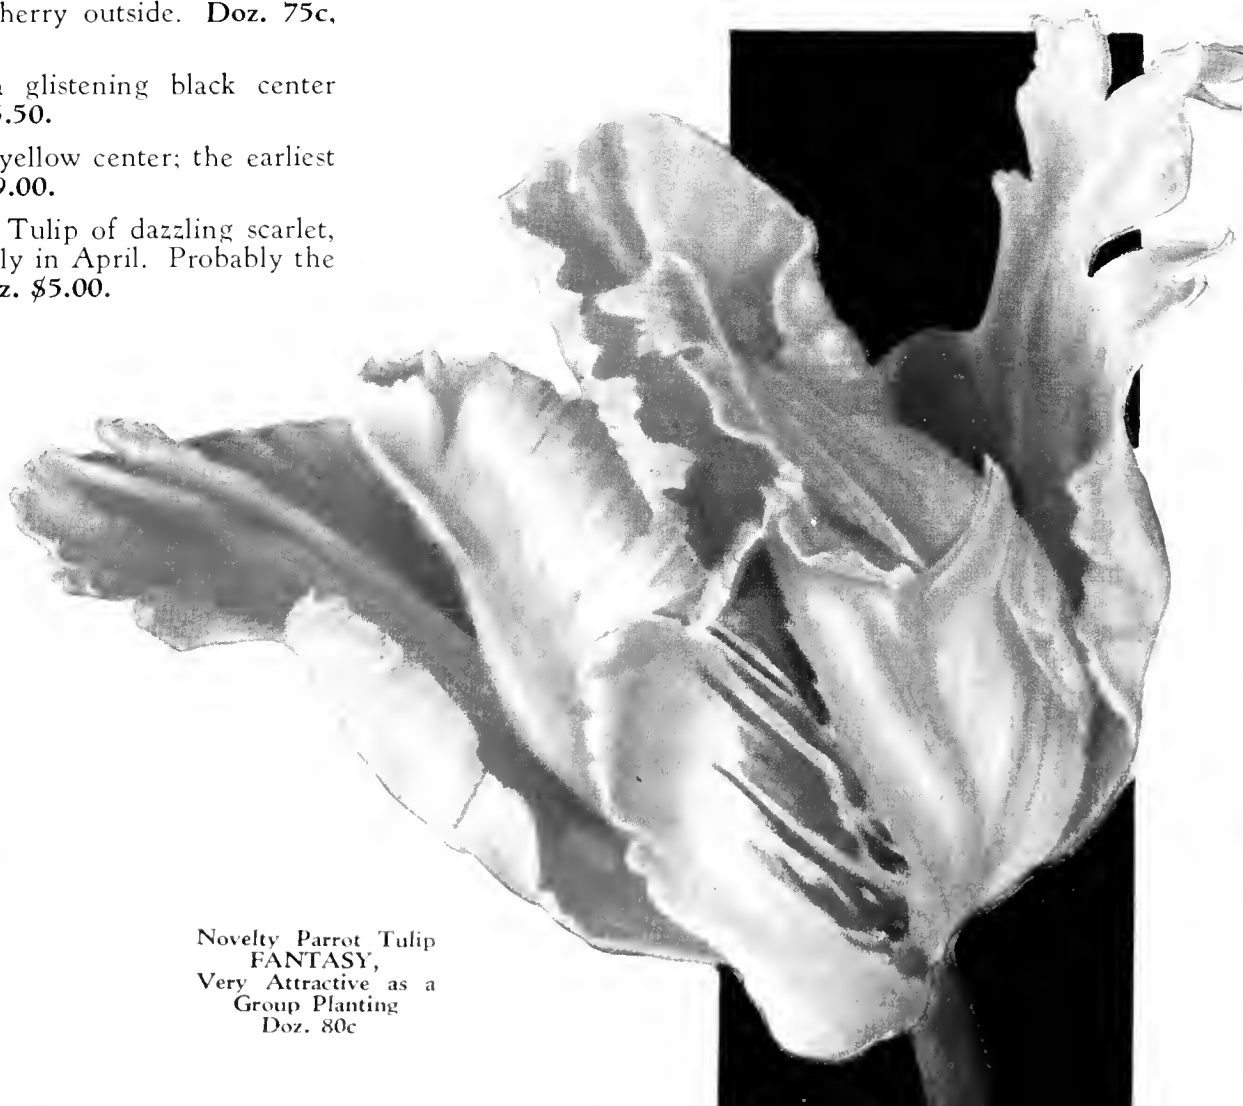 herry outside. Doz. 75c,
glistening black center
.50.
yellow center; the earliest
9.00.
Tulip of dazzling scarlet,
ly in April. Probably the
z. $5.00.
Novelty Parrot Tulip
FANTASY,
Very Attractive as a
Group Planting
Doz. 80c